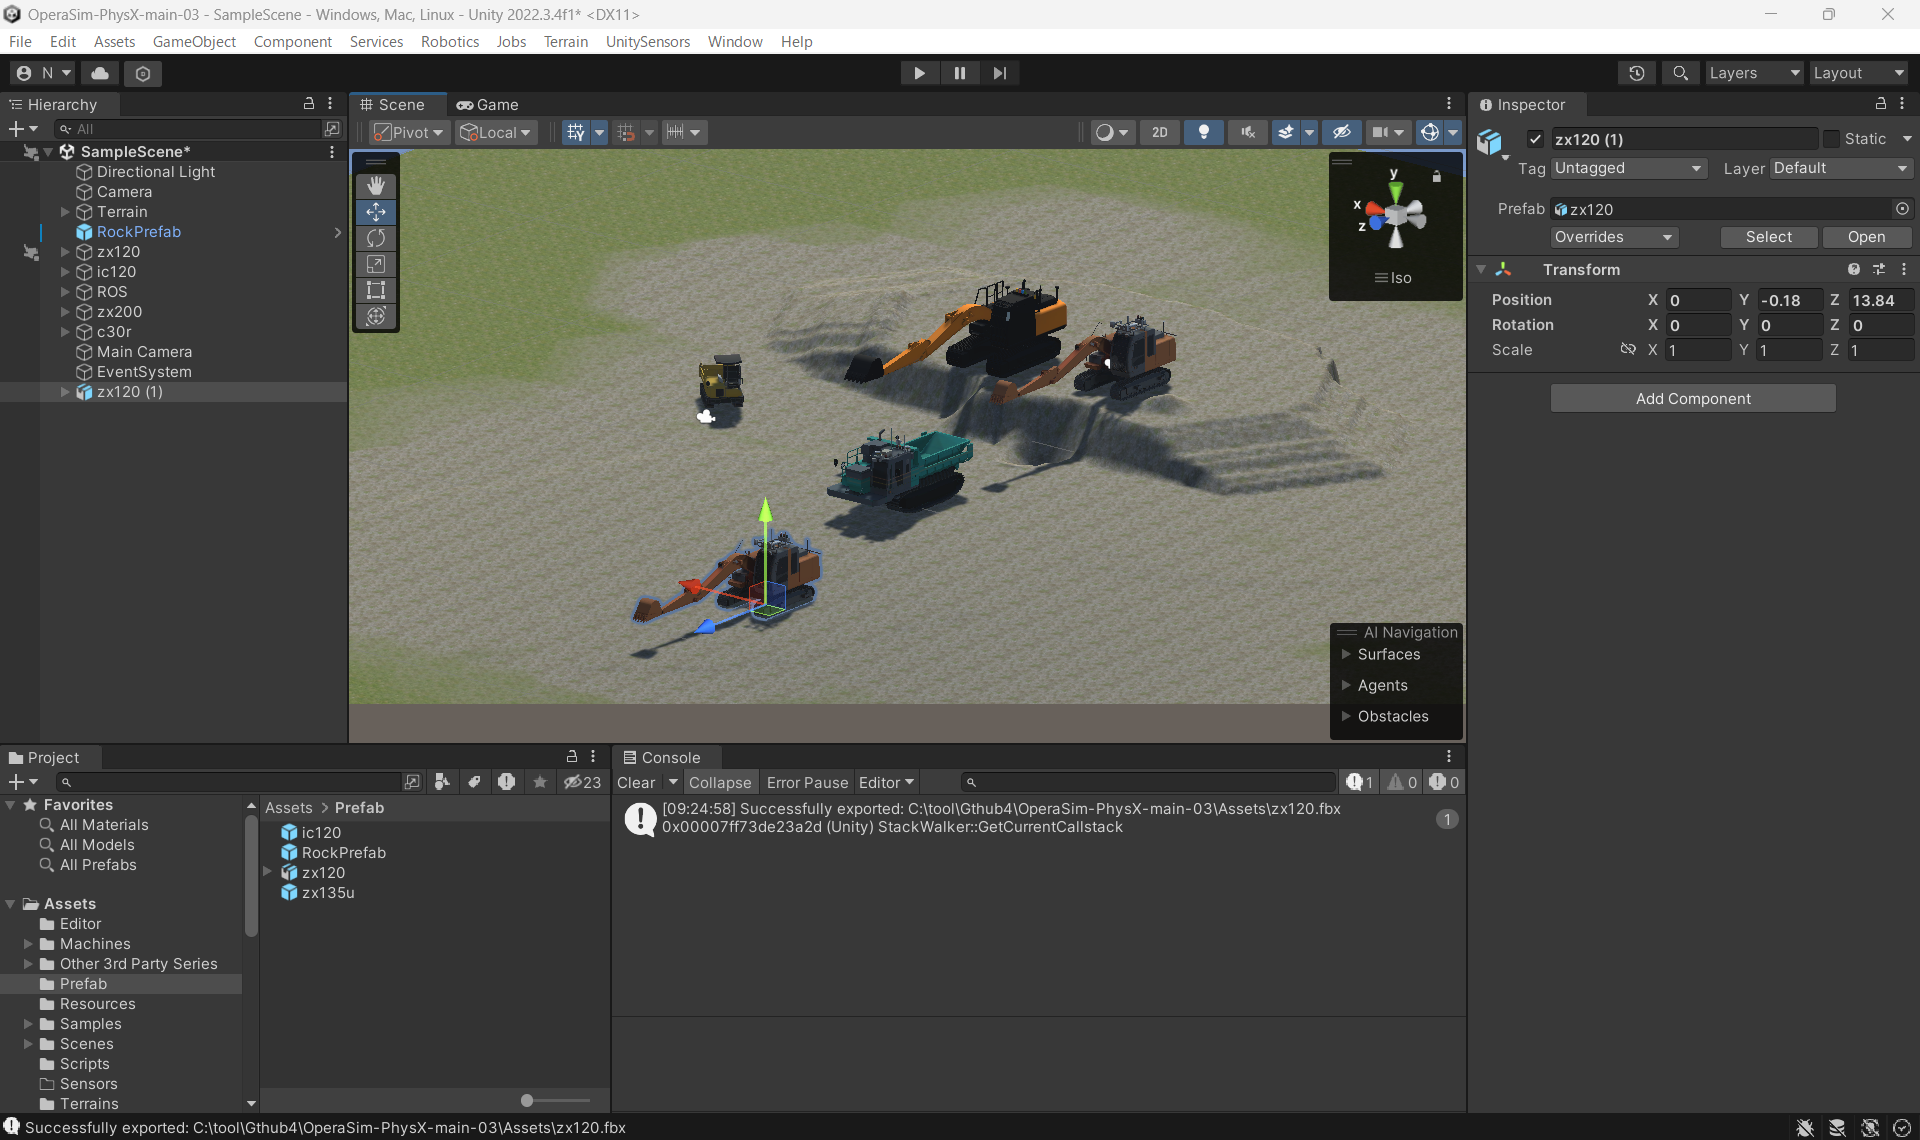 OperaSim-PhysX-main-03 - SampleScene - Windows, Mac, Linux - Unity 2022.3.4f1* <DX11>
File Edit Assets GameObject Component Services Robotics Jobs Terrain UnitySensors Window Help
N
Layers
Layout
Hierarchy
All
SampleScene*
Directional Light
Camera
Terrain
RockPrefab
zx120
ic120
ROS
zx200
c30r
Main Camera
EventSystem
zx120 (1)
Scene
Game
Pivot
Local
2D
y
x
z
Iso
AI Navigation
Surfaces
Agents
Obstacles
Inspector
zx120 (1)
Static
Tag Untagged
Layer Default
Prefab zx120
Overrides
Select
Open
Transform
Position X 0 Y -0.18 Z 13.84
Rotation X 0 Y 0 Z 0
Scale X 1 Y 1 Z 1
Add Component
Project
23
Favorites
All Materials
All Models
All Prefabs
Assets
Editor
Machines
Other 3rd Party Series
Prefab
Resources
Samples
Scenes
Scripts
Sensors
Terrains
Assets > Prefab
ic120
RockPrefab
zx120
zx135u
Console
Clear Collapse Error Pause Editor
1 0 0
[09:24:58] Successfully exported: C:\tool\Gthub4\OperaSim-PhysX-main-03\Assets\zx120.fbx
0x00007ff73de23a2d (Unity) StackWalker::GetCurrentCallstack
1
Successfully exported: C:\tool\Gthub4\OperaSim-PhysX-main-03\Assets\zx120.fbx